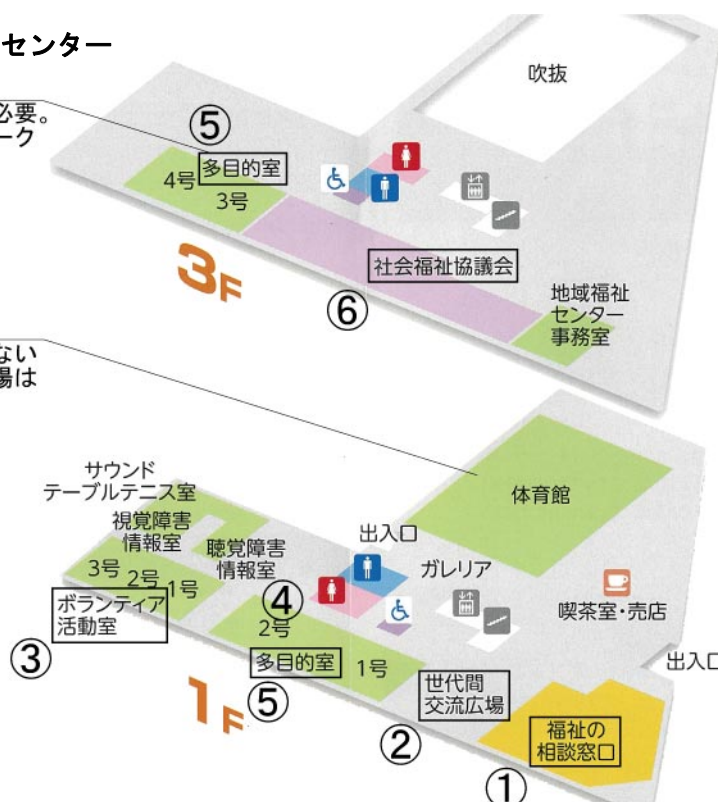 センター
必要。
ーク
吹抜
⑤
多目的室
4号
3号
3F
社会福祉協議会
⑥
地域福祉
センター
事務室
ない
場は
サウンド
テーブルテニス室
視覚障害
情報室
聴覚障害
情報室
出入口
ガレリア
体育館
喫茶室・売店
3号
2号
1号
ボランティア
活動室
③
④
2号
多目的室
1号
⑤
1F
世代間
交流広場
②
出入口
福祉の
相談窓口
①